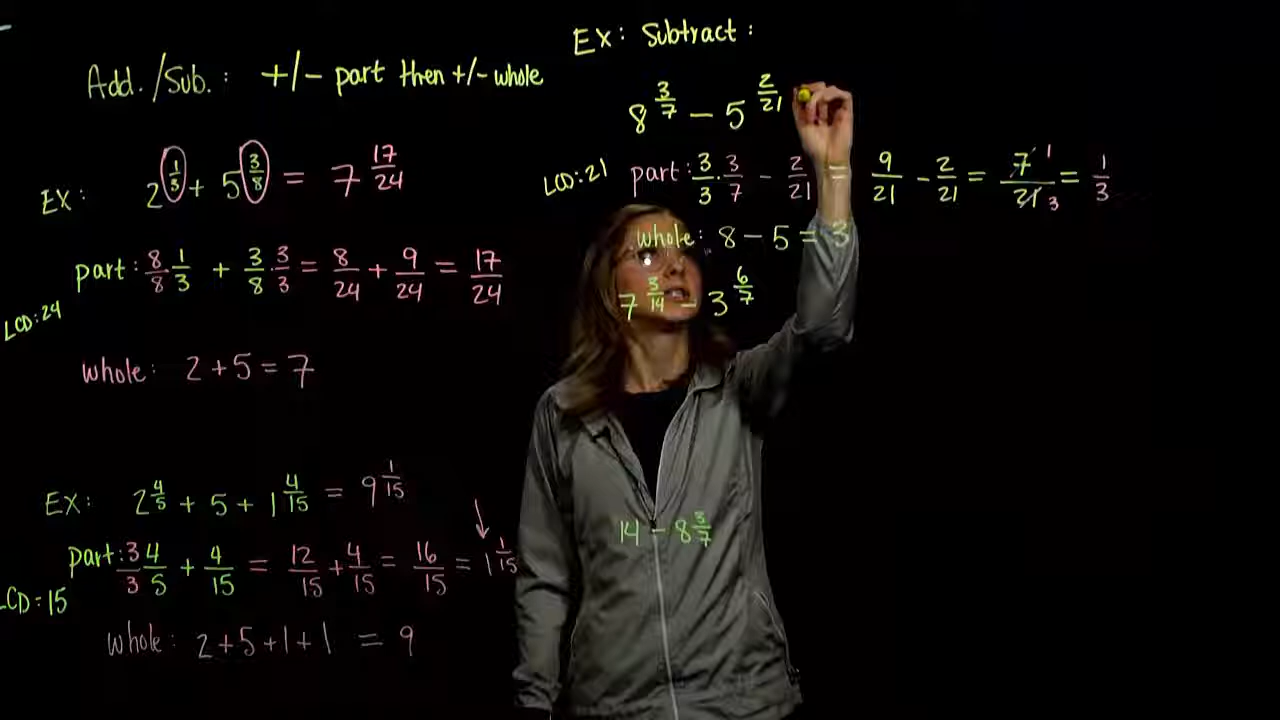 Add./Sub.: +/- part then +/- whole
EX: 2 1/3 + 5 3/8 = 7 17/24
part: 8/8 1/3 + 3/8 · 3/3 = 8/24 + 9/24 = 17/24
LCD: 24
whole: 2 + 5 = 7
EX: 2 4/5 + 5 + 1 4/15 = 9 1/15
part: 3/3 4/5 + 4/15 = 12/15 + 4/15 = 16/15 = 1 1/15
LCD = 15
whole: 2 + 5 + 1 + 1 = 9
EX: Subtract:
8 3/7 - 5 2/21
LCD: 21
part: 3/3 · 3/7 - 2/21 = 9/21 - 2/21 = 7/21 1 3 = 1/3
whole: 8 - 5 = 3
7 3/14 - 3 6/7
14 - 8 3/7